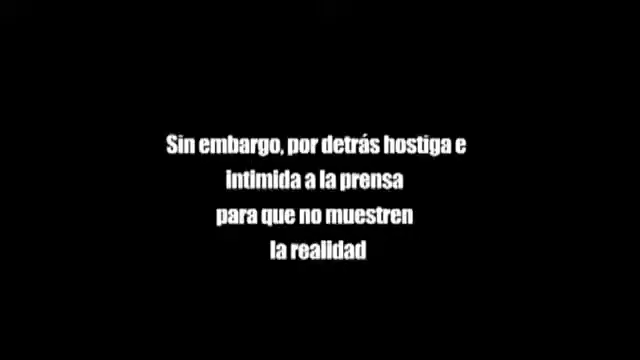 Sin embargo, por detrás hostiga e
intimida a la prensa
para que no muestren
la realidad